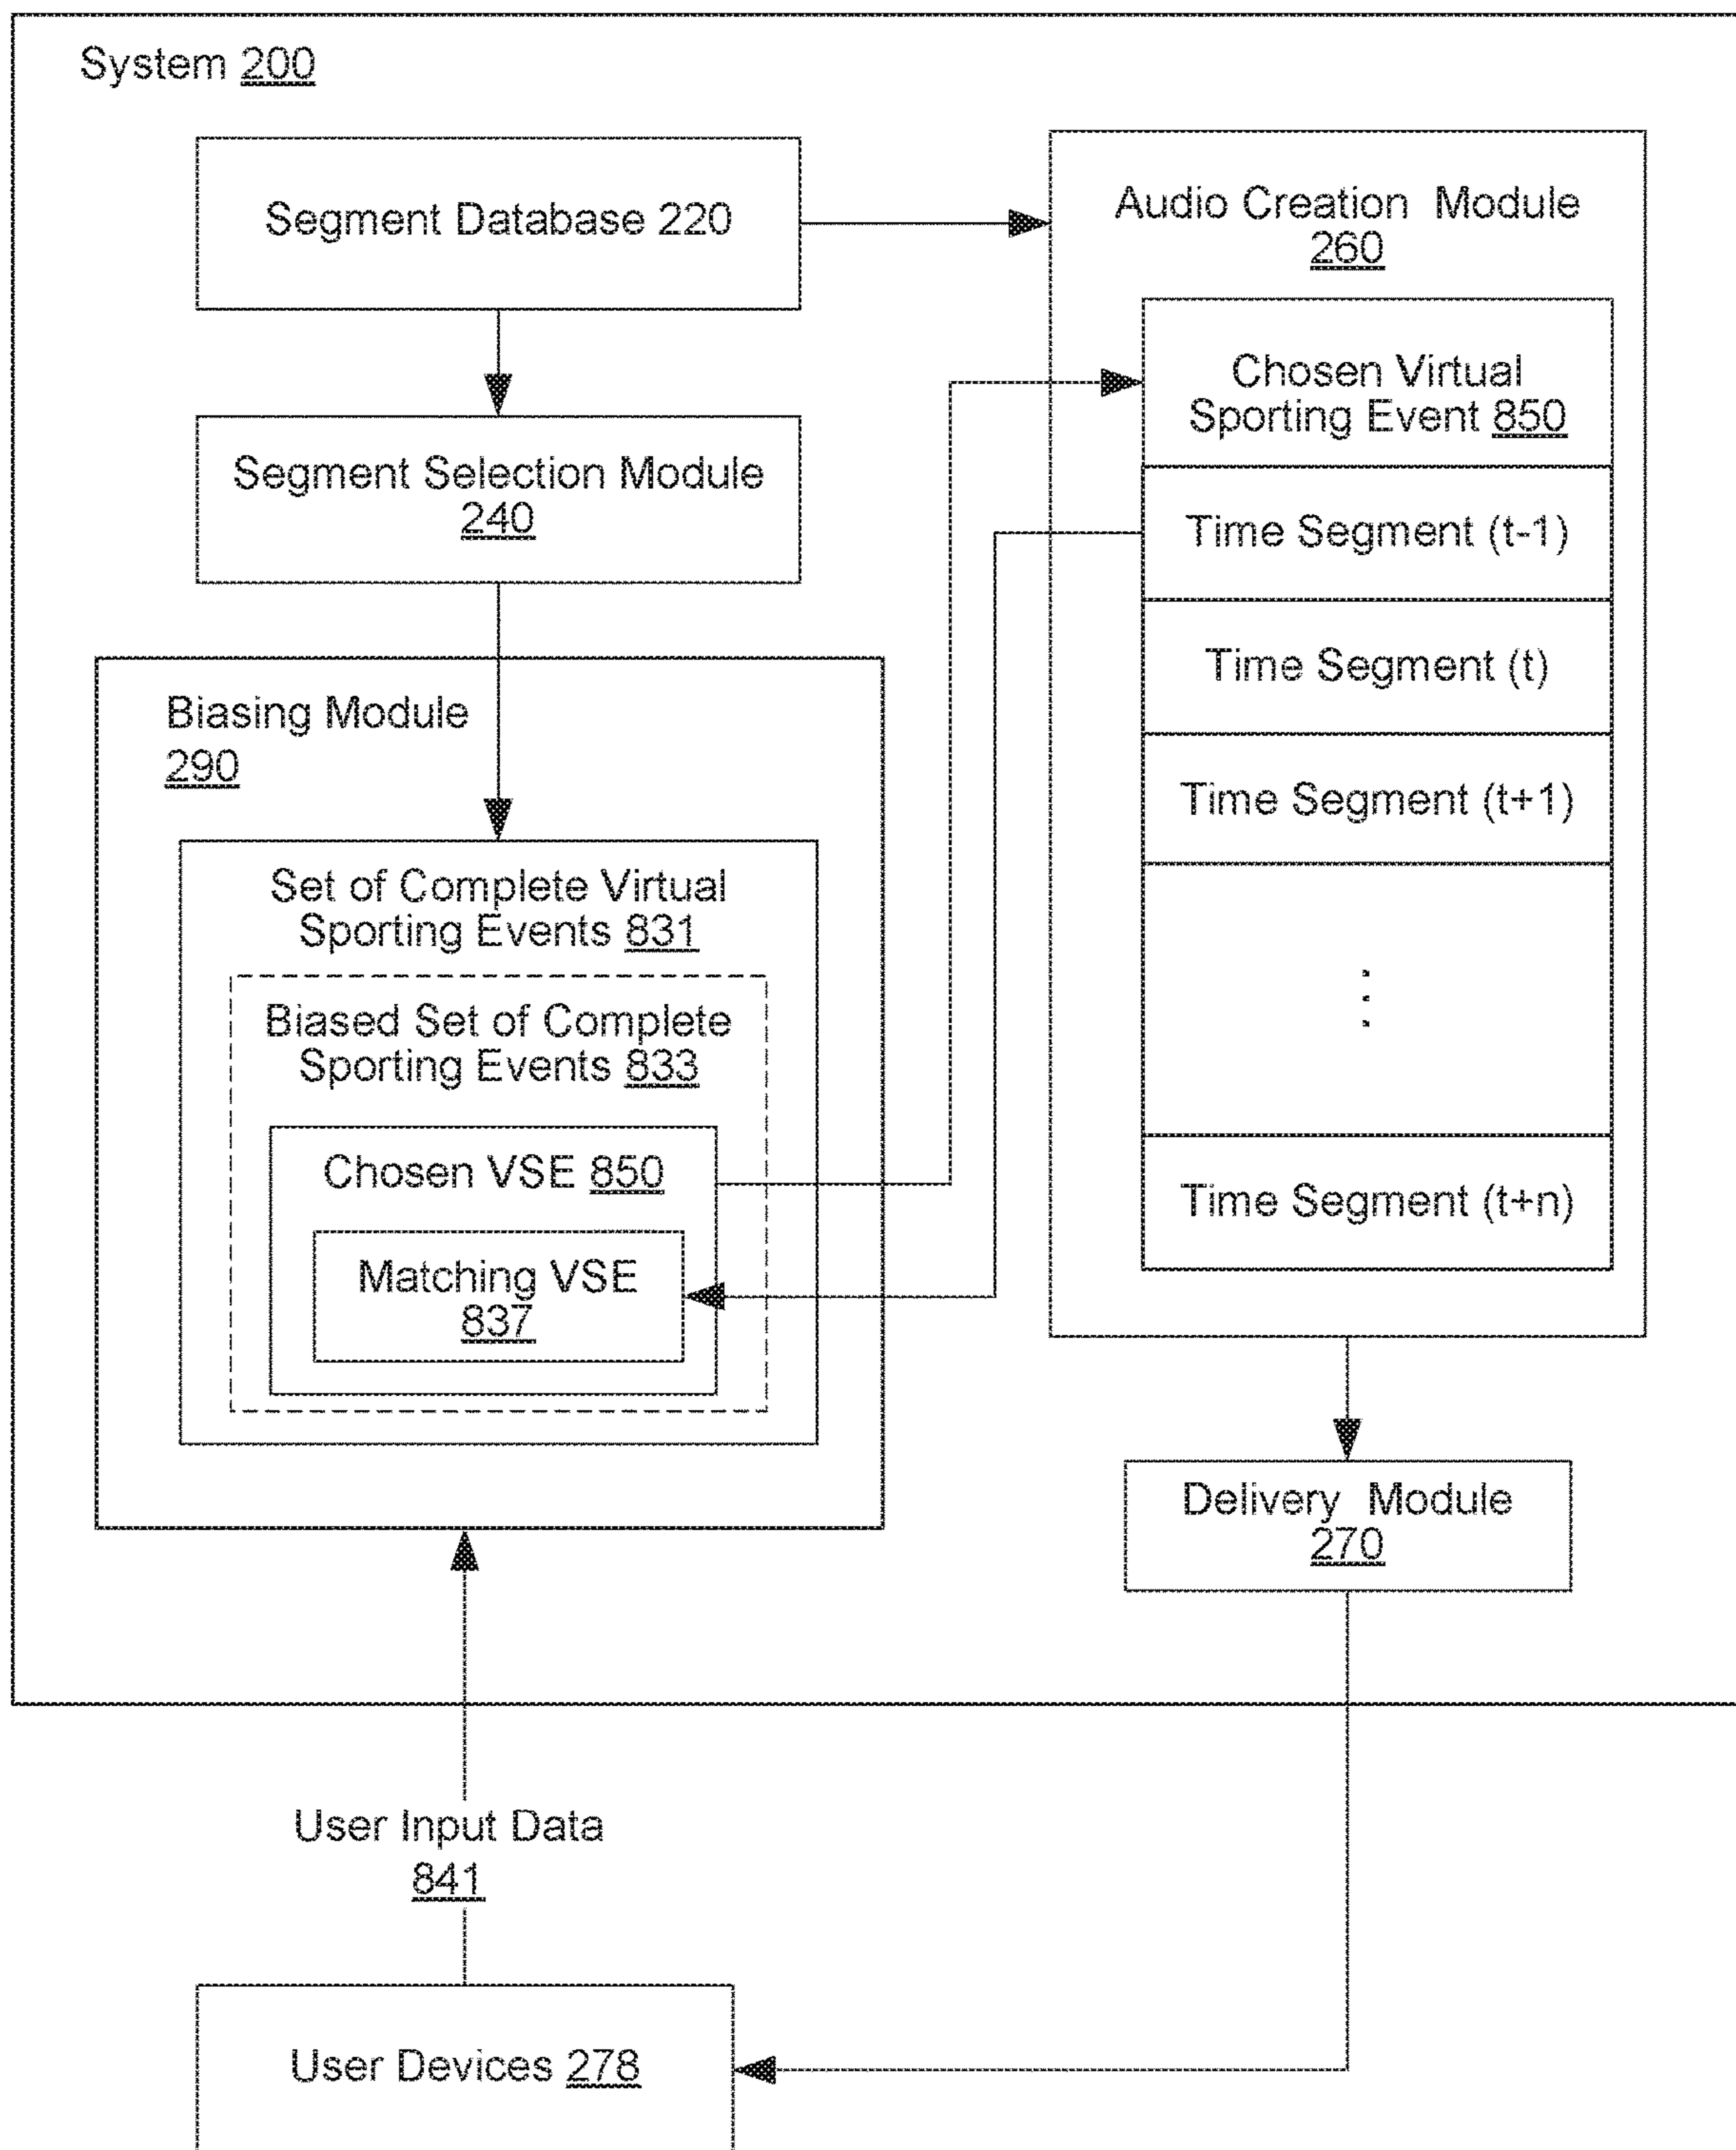 System 200
Segment Database 220
Segment Selection Module
240
Biasing Module
290
Set of Complete Virtual
Sporting Events 831
Biased Set of Complete
Sporting Events 833
Chosen VSE 850
Matching VSE
837
Audio Creation Module
260
Chosen Virtual
Sporting Event 850
Time Segment (t-1)
Time Segment (t)
Time Segment (t+1)
⋮
Time Segment (t+n)
Delivery Module
270
User Input Data
841
User Devices 278